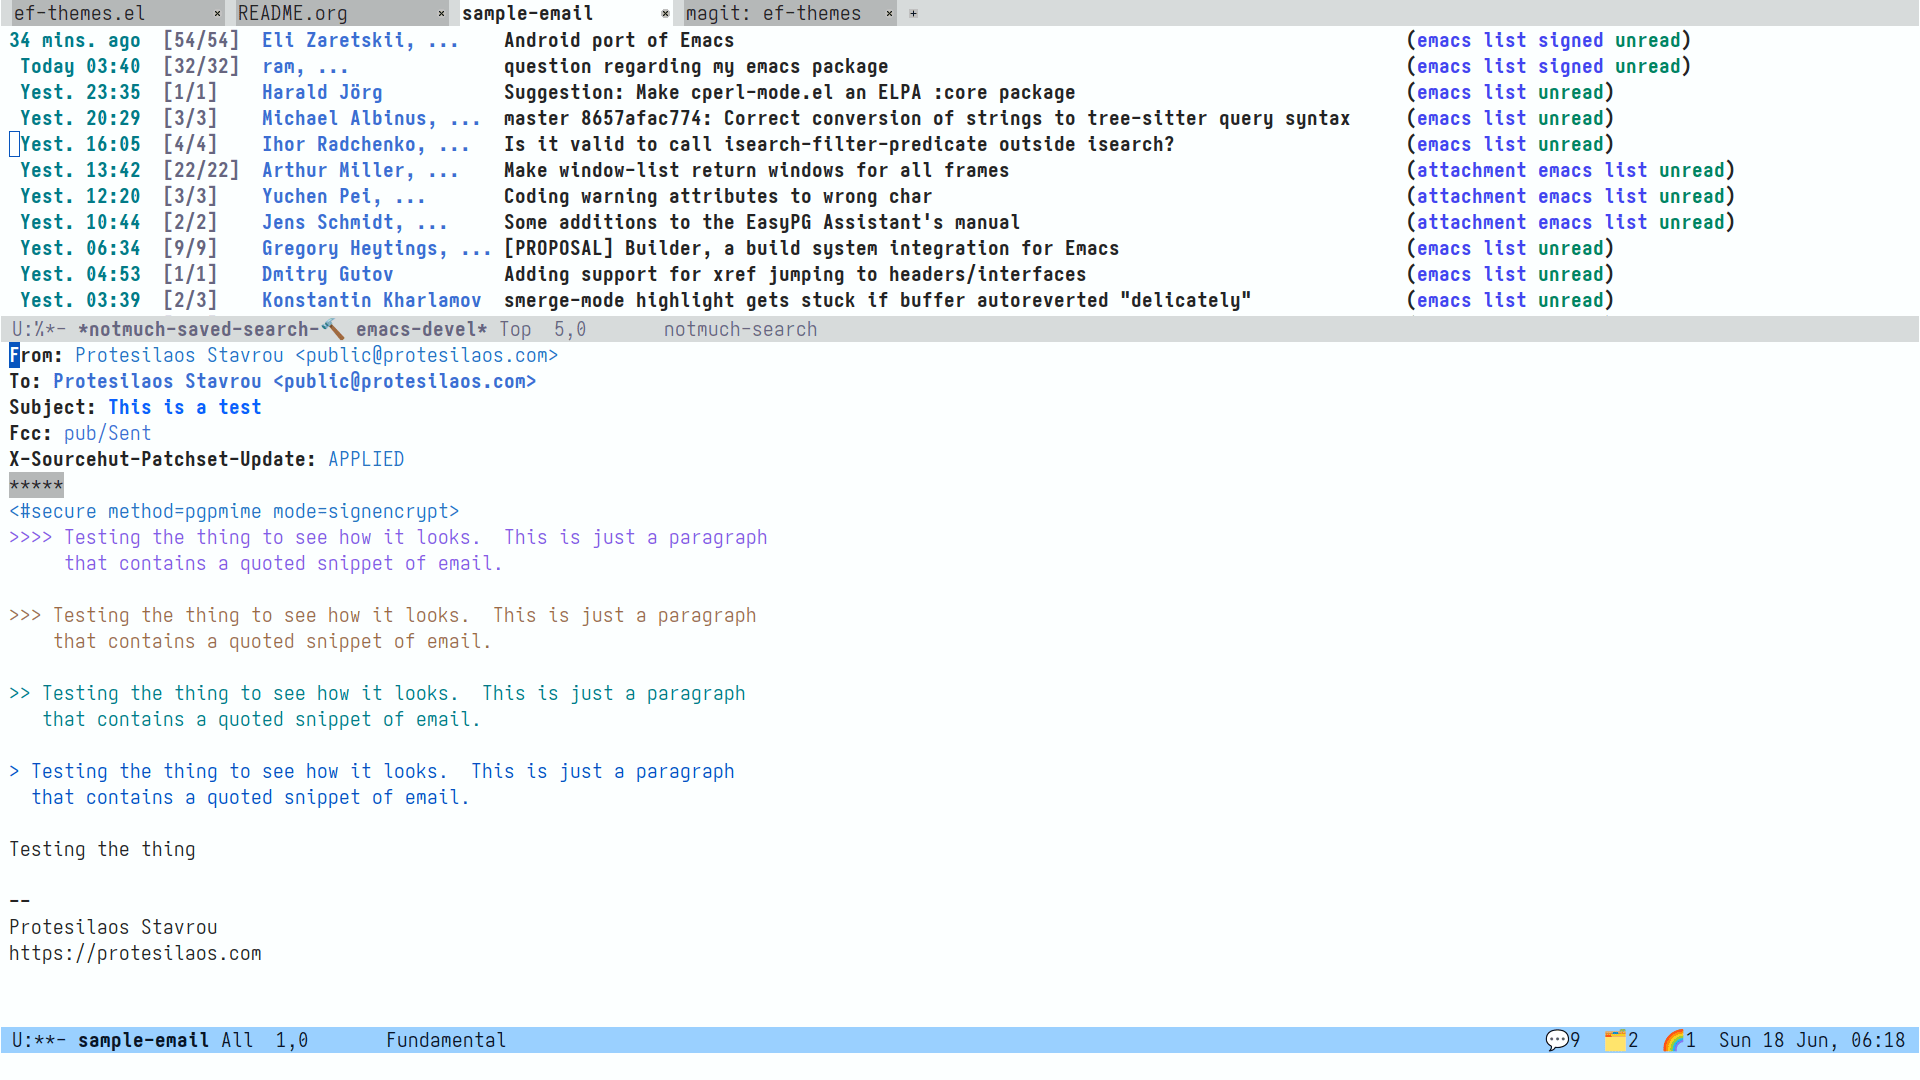 ef-themes.el × README.org × sample-email × magit: ef-themes × +
34 mins. ago [54/54] Eli Zaretskii, ... Android port of Emacs (emacs list signed unread)
Today 03:40 [32/32] ram, ... question regarding my emacs package (emacs list signed unread)
Yest. 23:35 [1/1] Harald Jörg Suggestion: Make cperl-mode.el an ELPA :core package (emacs list unread)
Yest. 20:29 [3/3] Michael Albinus, ... master 8657afac774: Correct conversion of strings to tree-sitter query syntax (emacs list unread)
Yest. 16:05 [4/4] Ihor Radchenko, ... Is it valid to call isearch-filter-predicate outside isearch? (emacs list unread)
Yest. 13:42 [22/22] Arthur Miller, ... Make window-list return windows for all frames (attachment emacs list unread)
Yest. 12:20 [3/3] Yuchen Pei, ... Coding warning attributes to wrong char (attachment emacs list unread)
Yest. 10:44 [2/2] Jens Schmidt, ... Some additions to the EasyPG Assistant's manual (attachment emacs list unread)
Yest. 06:34 [9/9] Gregory Heytings, ... [PROPOSAL] Builder, a build system integration for Emacs (emacs list unread)
Yest. 04:53 [1/1] Dmitry Gutov Adding support for xref jumping to headers/interfaces (emacs list unread)
Yest. 03:39 [2/3] Konstantin Kharlamov smerge-mode highlight gets stuck if buffer autoreverted "delicately" (emacs list unread)
U:%*- *notmuch-saved-search-🔨 emacs-devel* Top 5,0 notmuch-search
From: Protesilaos Stavrou <public@protesilaos.com>
To: Protesilaos Stavrou <public@protesilaos.com>
Subject: This is a test
Fcc: pub/Sent
X-Sourcehut-Patchset-Update: APPLIED
*****
<#secure method=pgpmime mode=signencrypt>
>>>> Testing the thing to see how it looks. This is just a paragraph
that contains a quoted snippet of email.
>>> Testing the thing to see how it looks. This is just a paragraph
that contains a quoted snippet of email.
>> Testing the thing to see how it looks. This is just a paragraph
that contains a quoted snippet of email.
> Testing the thing to see how it looks. This is just a paragraph
that contains a quoted snippet of email.
Testing the thing
--
Protesilaos Stavrou
https://protesilaos.com
U:**- sample-email All 1,0 Fundamental 💬9 🗂️2 🌈1 Sun 18 Jun, 06:18